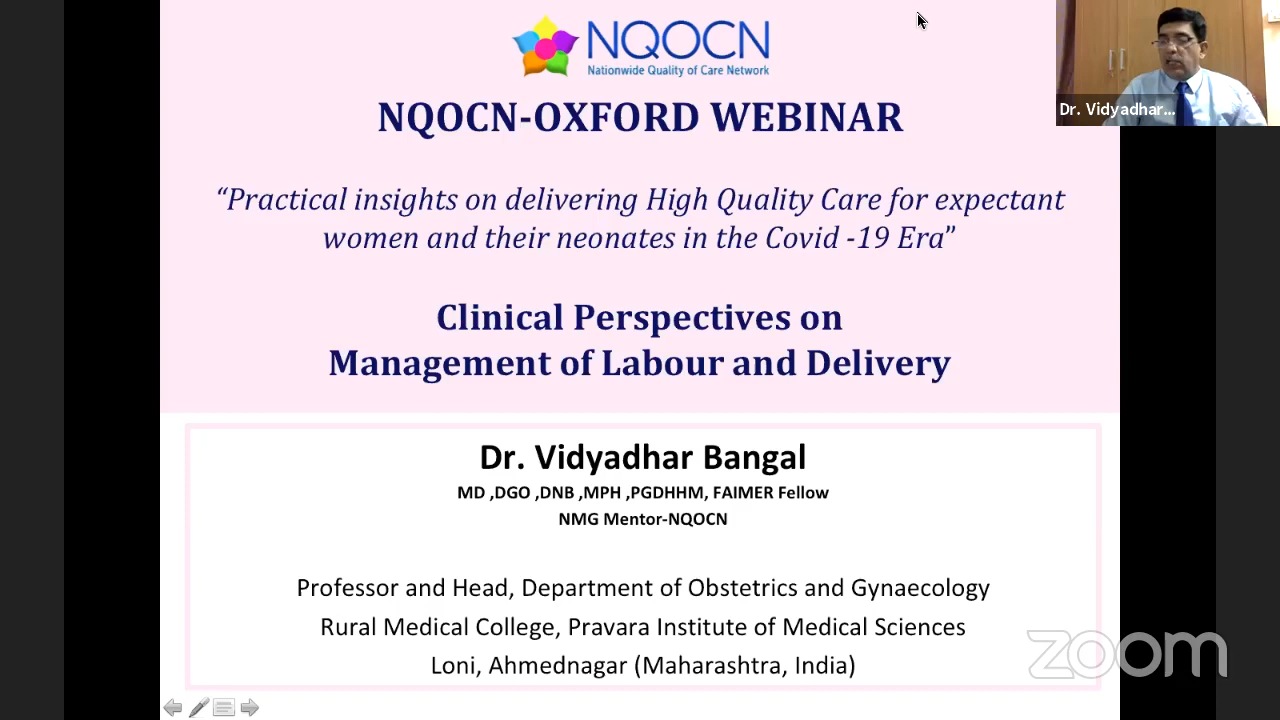 NQOCN
Nationwide Quality of Care Network
NQOCN-OXFORD WEBINAR
“Practical insights on delivering High Quality Care for expectant
women and their neonates in the Covid -19 Era”
Clinical Perspectives on
Management of Labour and Delivery
Dr. Vidyadhar...
Dr. Vidyadhar Bangal
MD ,DGO ,DNB ,MPH ,PGDHHM, FAIMER Fellow
NMG Mentor-NQOCN
Professor and Head, Department of Obstetrics and Gynaecology
Rural Medical College, Pravara Institute of Medical Sciences
Loni, Ahmednagar (Maharashtra, India)
zoom